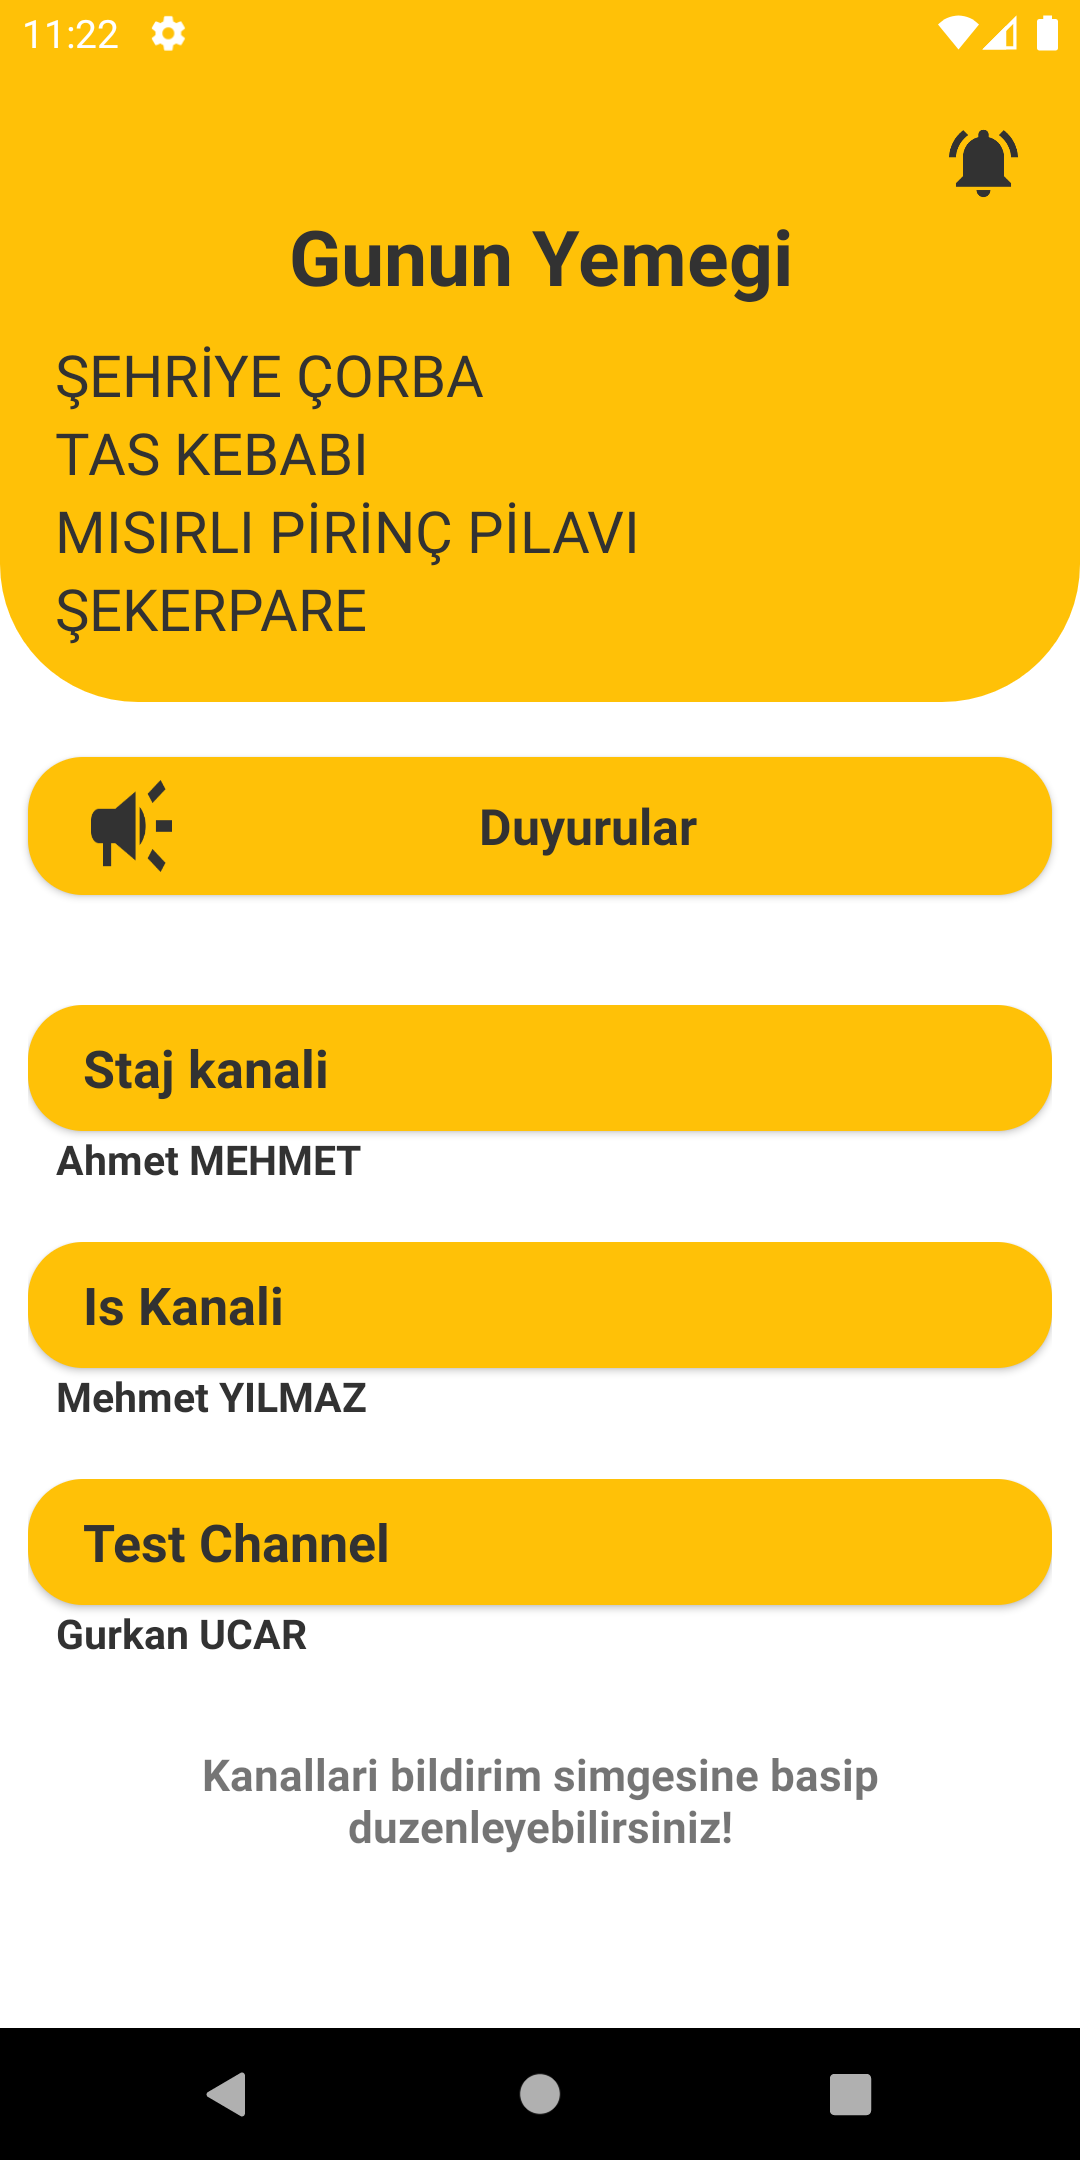 11:22
Gunun Yemegi
ŞEHRİYE ÇORBA
TAS KEBABI
MISIRLI PİRİNÇ PİLAVI
ŞEKERPARE
Duyurular
Staj kanali
Ahmet MEHMET
Is Kanali
Mehmet YILMAZ
Test Channel
Gurkan UCAR
Kanallari bildirim simgesine basip
duzenleyebilirsiniz!